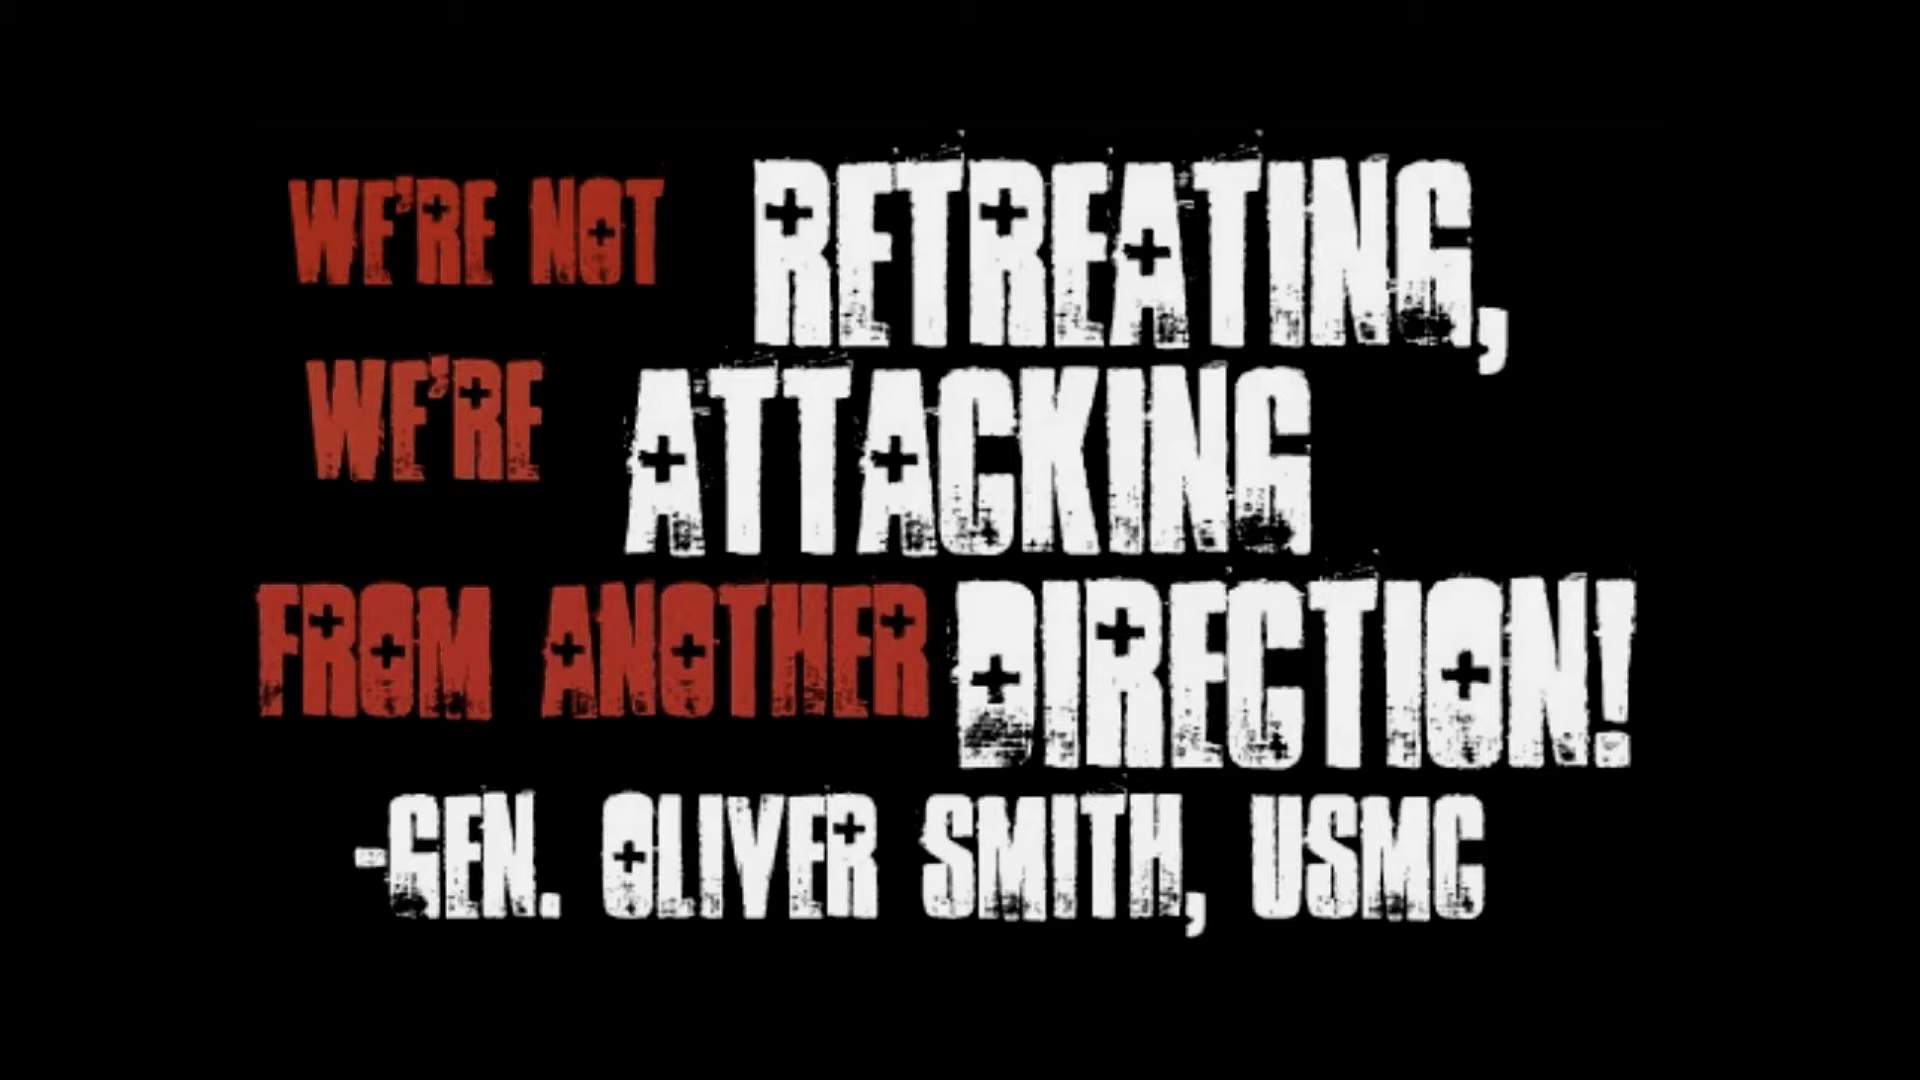 WE'RE NOT RETREATING,
WE'RE ATTACKING
FROM ANOTHER DIRECTION!
-GEN. OLIVER SMITH, USMC